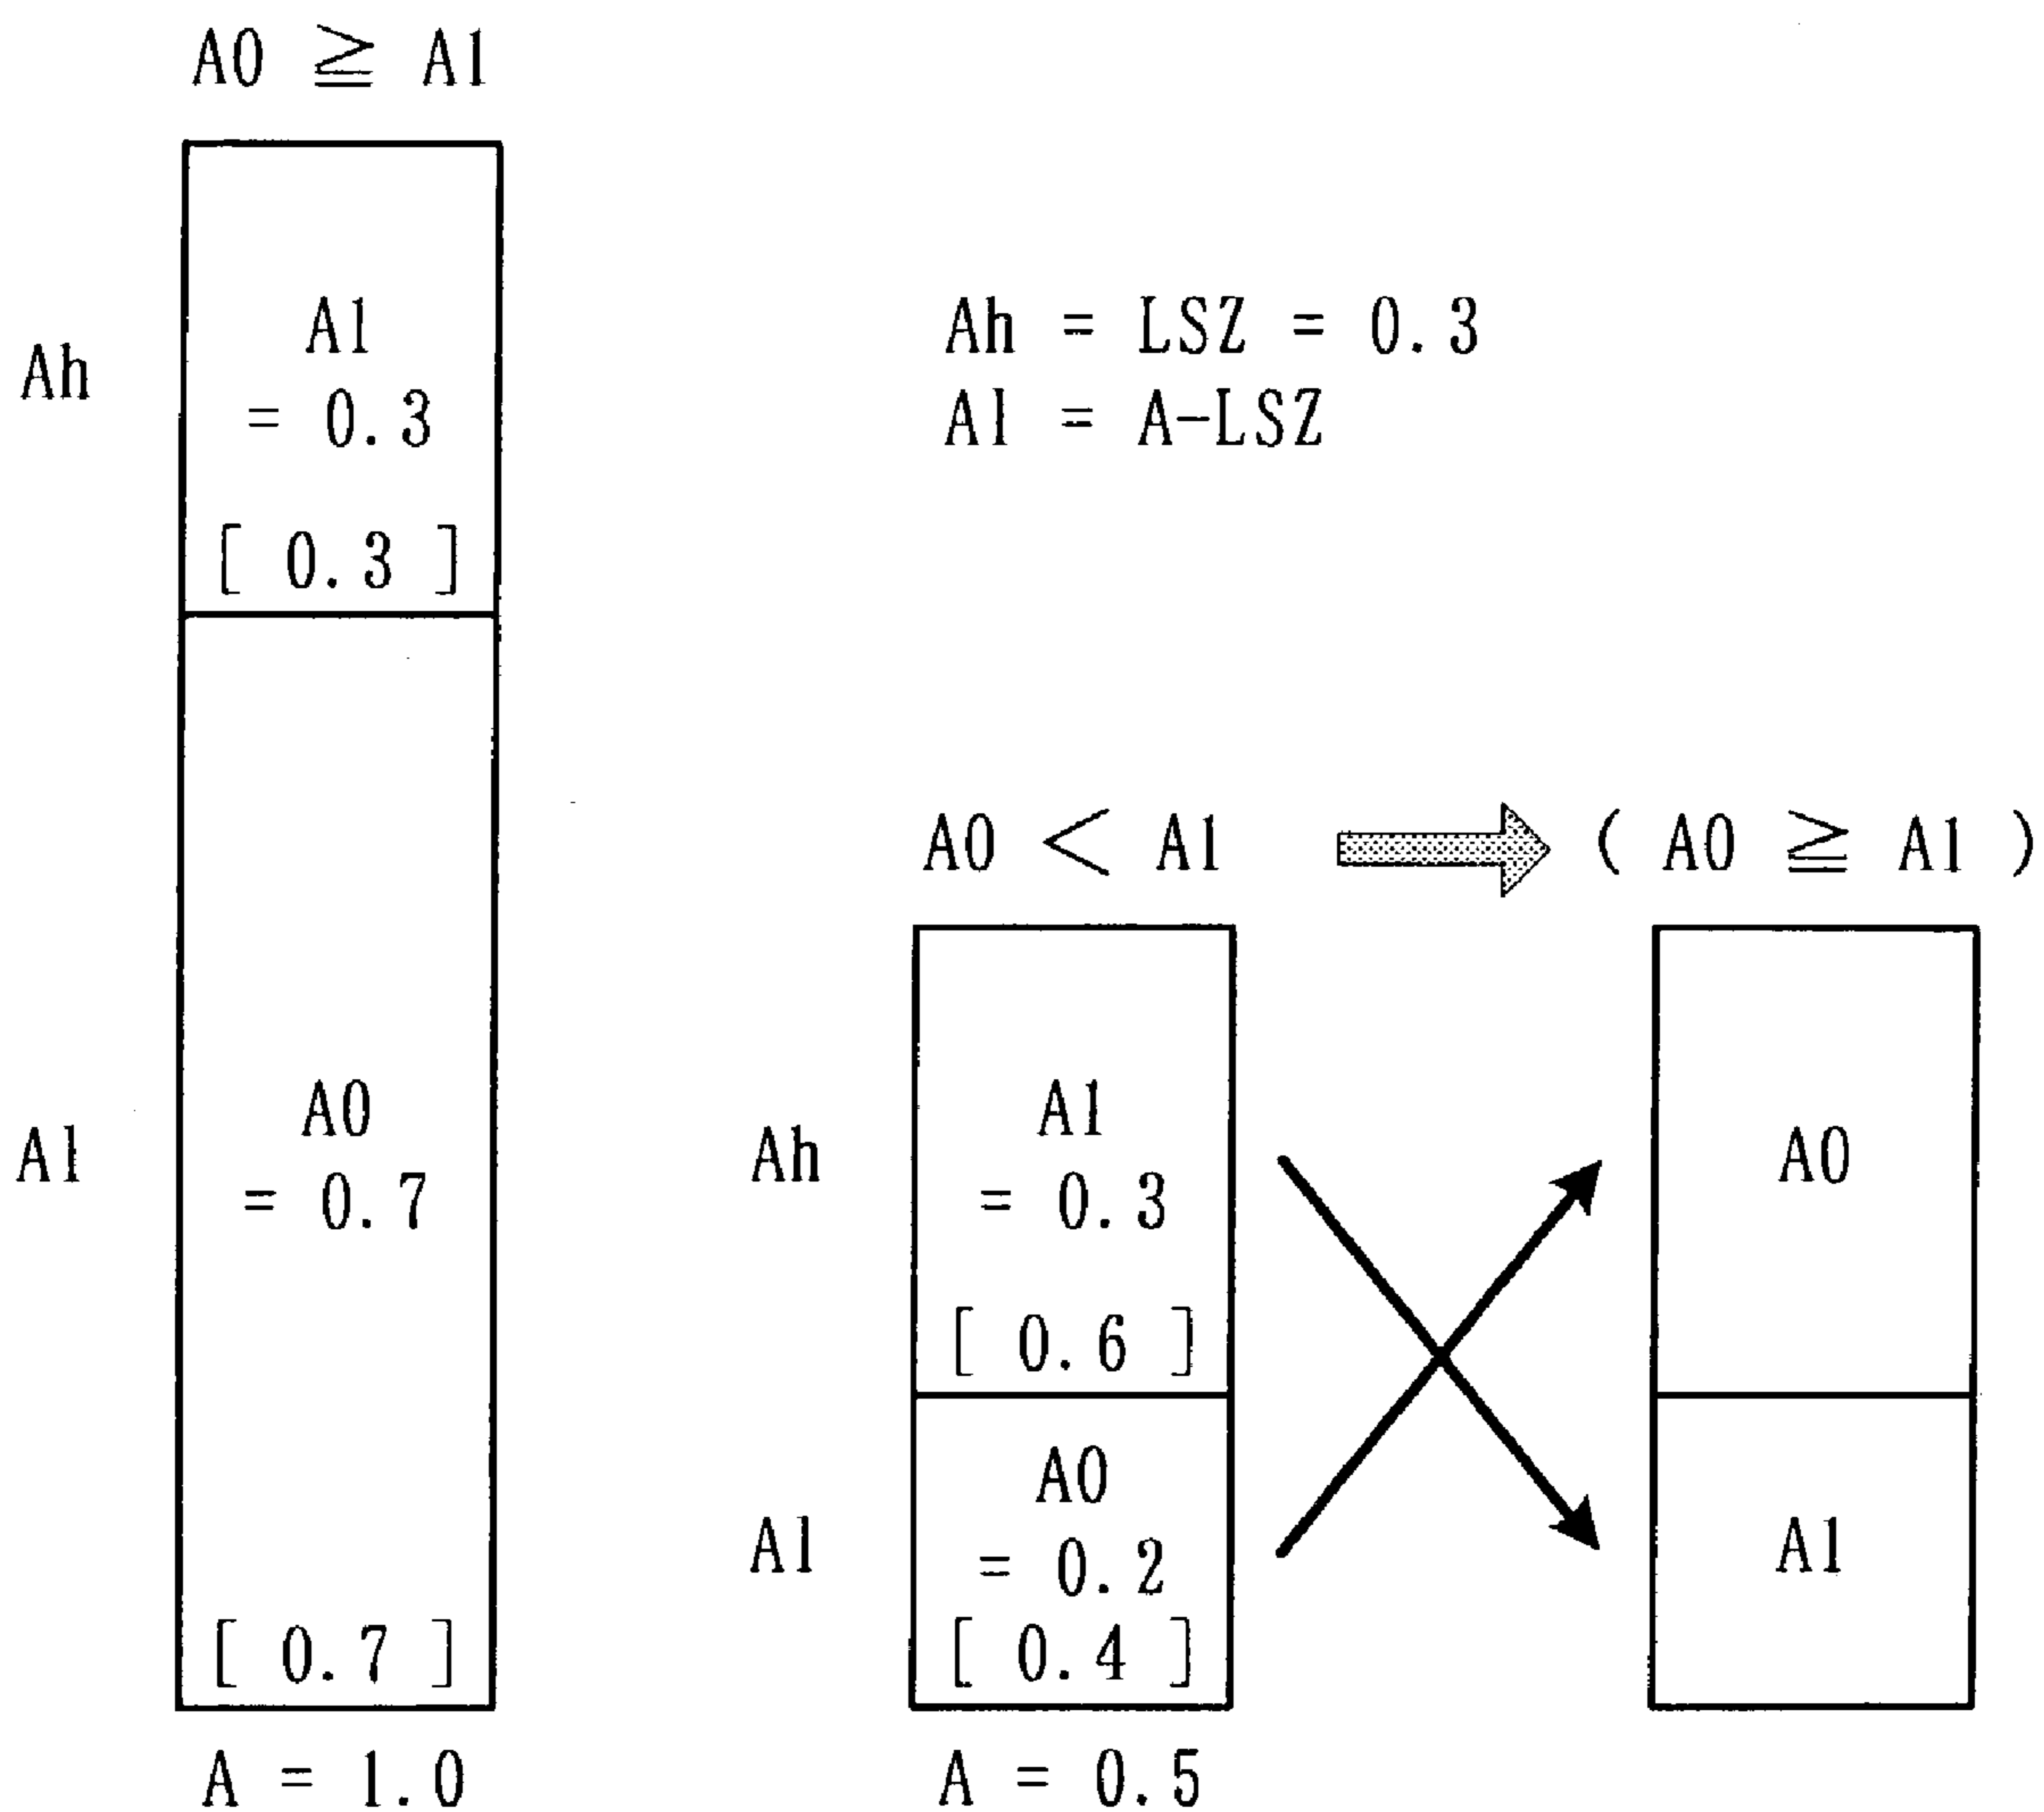 A0 ≧ A1
Ah
A1
= 0.3
[ 0.3 ]
Al
A0
= 0.7
[ 0.7 ]
A = 1.0
Ah = LSZ = 0.3
Al = A-LSZ
A0 < A1
( A0 ≧ A1 )
Ah
A1
= 0.3
[ 0.6 ]
Al
A0
= 0.2
[ 0.4 ]
A = 0.5
A0
A1